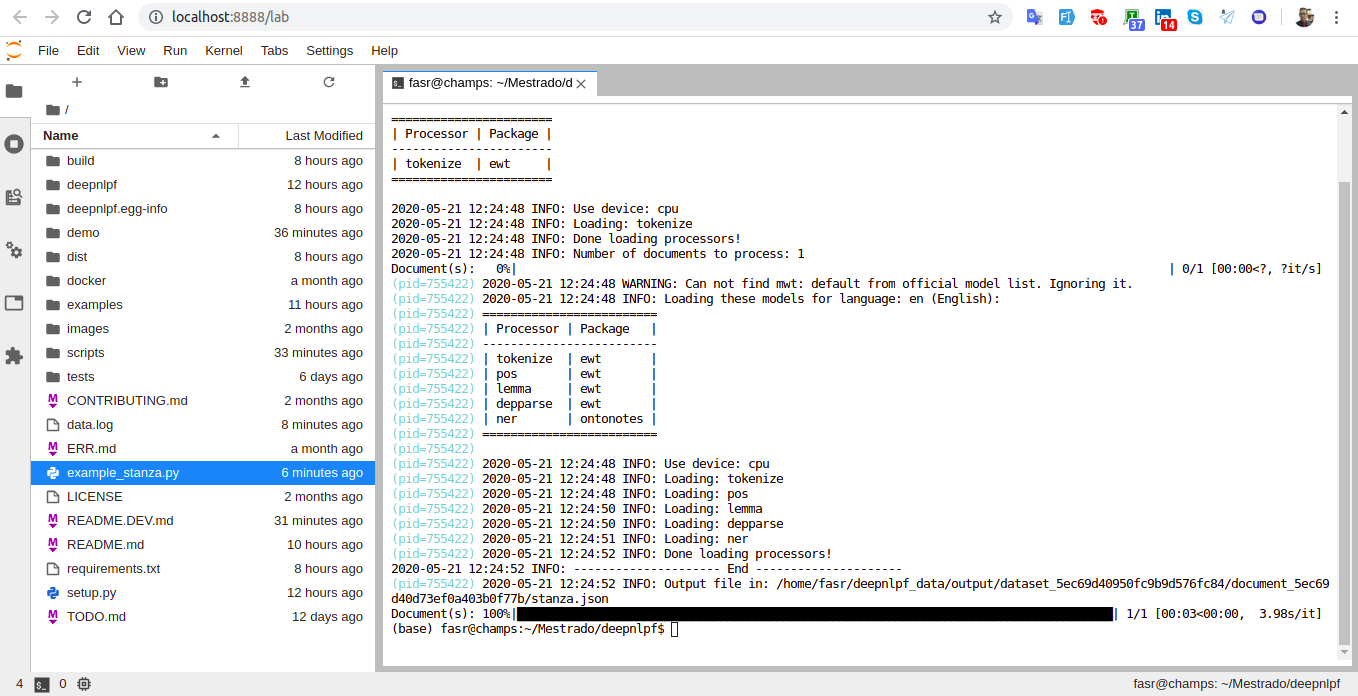 localhost:8888/lab
37
14
File Edit View Run Kernel Tabs Settings Help
fasr@champs: ~/Mestrado/d
/
Name Last Modified
build 8 hours ago
deepnlpf 12 hours ago
deepnlpf.egg-info 8 hours ago
demo 36 minutes ago
dist 8 hours ago
docker a month ago
examples 11 hours ago
images 2 months ago
scripts 33 minutes ago
tests 6 days ago
CONTRIBUTING.md 2 months ago
data.log 8 minutes ago
ERR.md a month ago
example_stanza.py 6 minutes ago
LICENSE 2 months ago
README.DEV.md 31 minutes ago
README.md 10 hours ago
requirements.txt 8 hours ago
setup.py 12 hours ago
TODO.md 12 days ago
=======================
| Processor | Package |
-----------------------
| tokenize  | ewt     |
=======================
2020-05-21 12:24:48 INFO: Use device: cpu
2020-05-21 12:24:48 INFO: Loading: tokenize
2020-05-21 12:24:48 INFO: Done loading processors!
2020-05-21 12:24:48 INFO: Number of documents to process: 1
Document(s):   0%| | 0/1 [00:00<?, ?it/s]
(pid=755422) 2020-05-21 12:24:48 WARNING: Can not find mwt: default from official model list. Ignoring it.
(pid=755422) 2020-05-21 12:24:48 INFO: Loading these models for language: en (English):
(pid=755422) =========================
(pid=755422) | Processor | Package   |
(pid=755422) -------------------------
(pid=755422) | tokenize  | ewt       |
(pid=755422) | pos       | ewt       |
(pid=755422) | lemma     | ewt       |
(pid=755422) | depparse  | ewt       |
(pid=755422) | ner       | ontonotes |
(pid=755422) =========================
(pid=755422)
(pid=755422) 2020-05-21 12:24:48 INFO: Use device: cpu
(pid=755422) 2020-05-21 12:24:48 INFO: Loading: tokenize
(pid=755422) 2020-05-21 12:24:48 INFO: Loading: pos
(pid=755422) 2020-05-21 12:24:50 INFO: Loading: lemma
(pid=755422) 2020-05-21 12:24:50 INFO: Loading: depparse
(pid=755422) 2020-05-21 12:24:51 INFO: Loading: ner
(pid=755422) 2020-05-21 12:24:52 INFO: Done loading processors!
2020-05-21 12:24:52 INFO: --------------------- End ---------------------
(pid=755422) 2020-05-21 12:24:52 INFO: Output file in: /home/fasr/deepnlpf_data/output/dataset_5ec69d40950fc9b9d576fc84/document_5ec69
d40d73ef0a403b0f77b/stanza.json
Document(s): 100%| | 1/1 [00:03<00:00,  3.98s/it]
(base) fasr@champs:~/Mestrado/deepnlpf$
4 $_ 0 fasr@champs: ~/Mestrado/deepnlpf